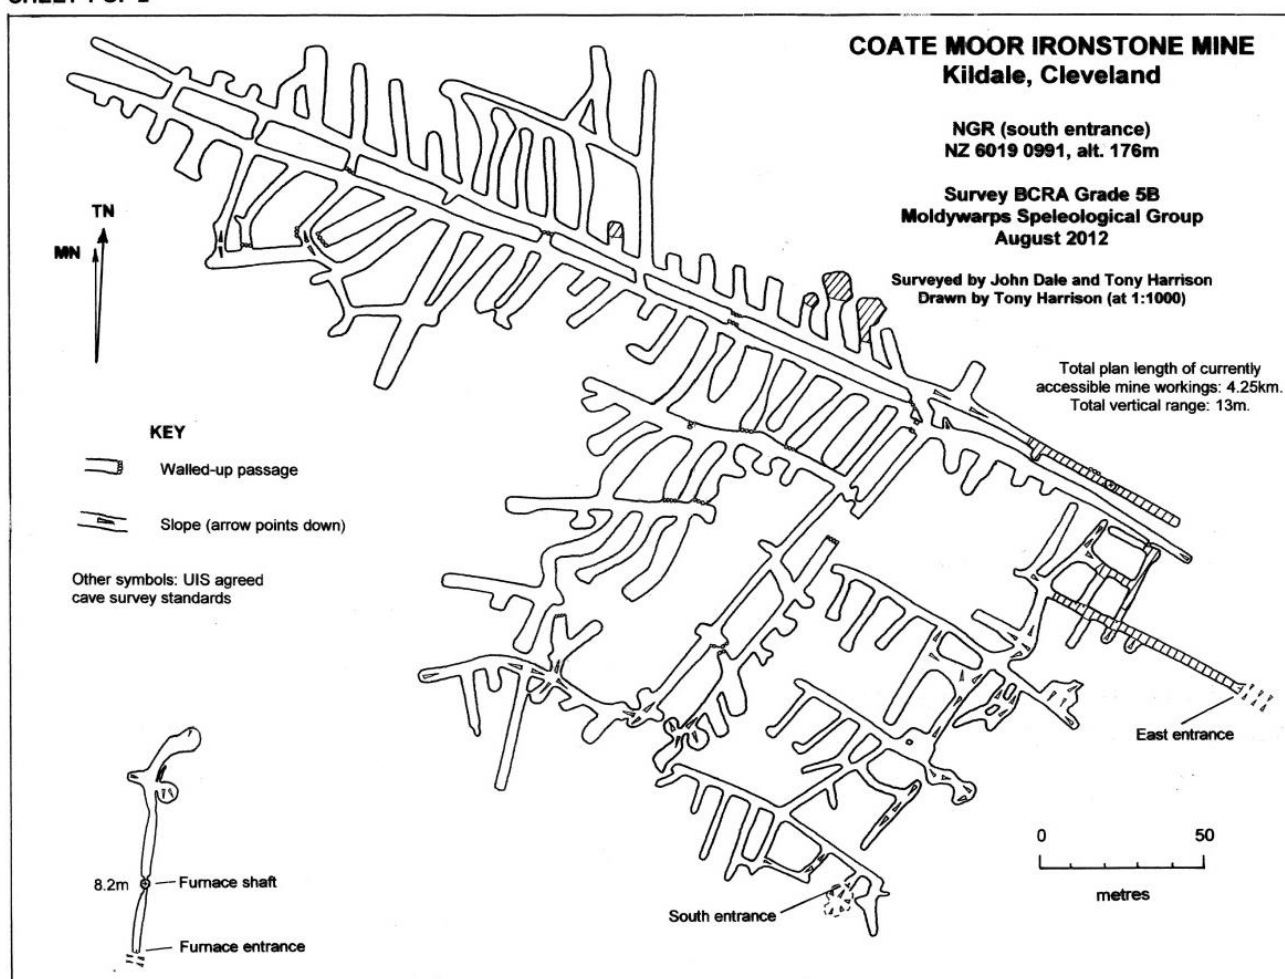 COATE MOOR IRONSTONE MINE
Kildale, Cleveland
NGR (south entrance)
NZ 6019 0991, alt. 176m
Survey BCRA Grade 5B
Moldywarps Speleological Group
August 2012
Surveyed by John Dale and Tony Harrison
Drawn by Tony Harrison (at 1:1000)
Total plan length of currently
accessible mine workings: 4.25km.
Total vertical range: 13m.
TN
MN
KEY
Walled-up passage
Slope (arrow points down)
Other symbols: UIS agreed
cave survey standards
East entrance
0 50
metres
South entrance
8.2m
Furnace shaft
Furnace entrance